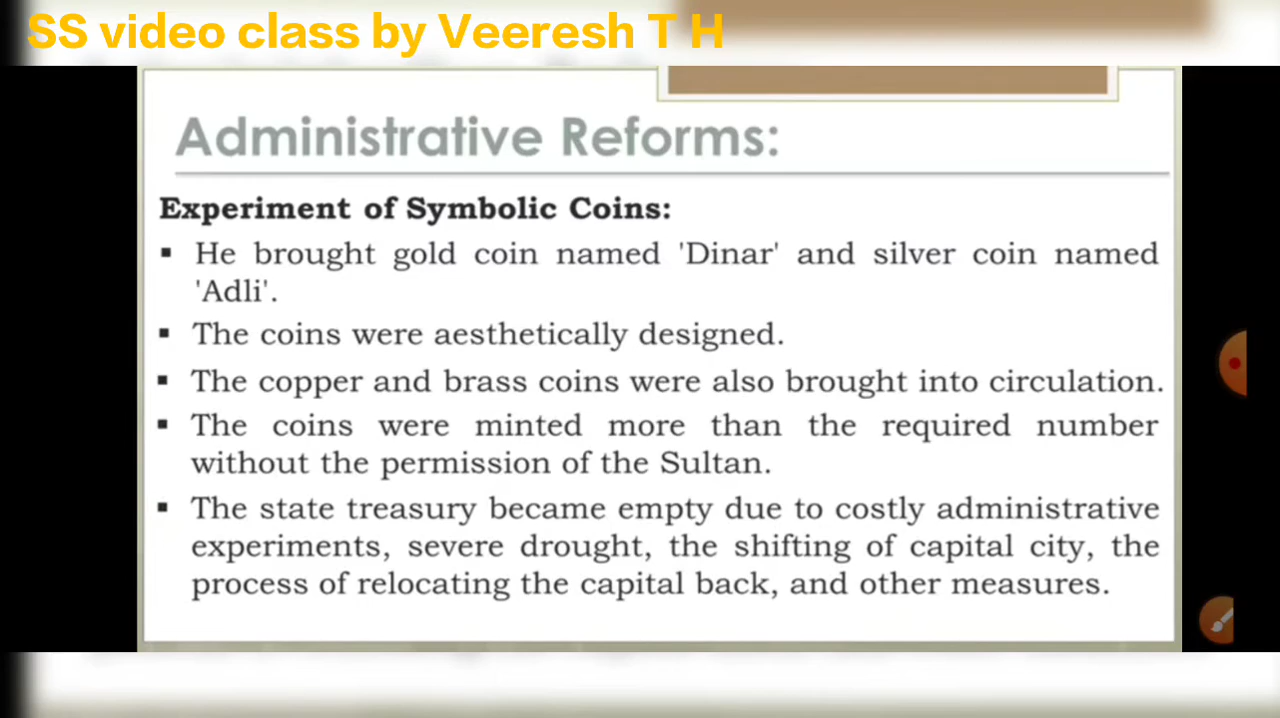 SS video class by Veeresh T H
Administrative Reforms:
Experiment of Symbolic Coins:
▪ He brought gold coin named 'Dinar' and silver coin named
'Adli'.
▪ The coins were aesthetically designed.
▪ The copper and brass coins were also brought into circulation.
▪ The coins were minted more than the required number
without the permission of the Sultan.
▪ The state treasury became empty due to costly administrative
experiments, severe drought, the shifting of capital city, the
process of relocating the capital back, and other measures.